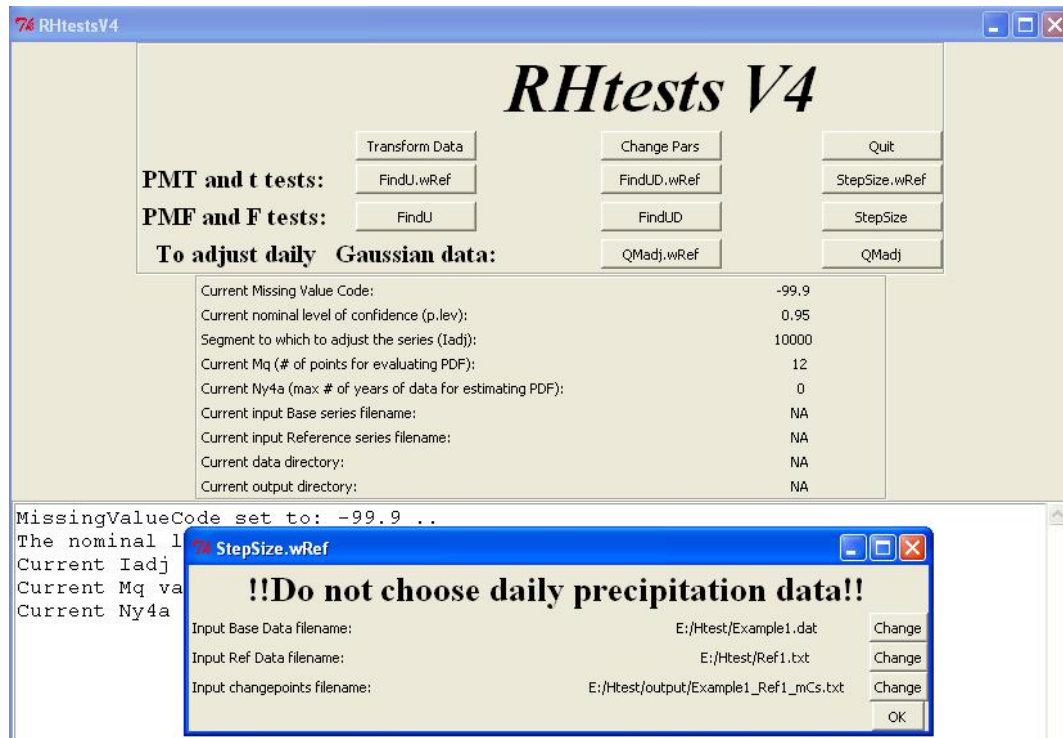 RHtestsV4
RHtests V4
Transform Data Change Pars Quit
PMT and t tests: FindU.wRef FindUD.wRef StepSize.wRef
PMF and F tests: FindU FindUD StepSize
To adjust daily Gaussian data: QMadj.wRef QMadj
Current Missing Value Code: -99.9
Current nominal level of confidence (p.lev): 0.95
Segment to which to adjust the series (Iadj): 10000
Current Mq (# of points for evaluating PDF): 12
Current Ny4a (max # of years of data for estimating PDF): 0
Current input Base series filename: NA
Current input Reference series filename: NA
Current data directory: NA
Current output directory: NA
MissingValueCode set to: -99.9 ..
The nominal l
Current Iadj
Current Mq va
Current Ny4a
StepSize.wRef
!!Do not choose daily precipitation data!!
Input Base Data filename: E:/Htest/Example1.dat Change
Input Ref Data filename: E:/Htest/Ref1.txt Change
Input changepoints filename: E:/Htest/output/Example1_Ref1_mCs.txt Change
OK